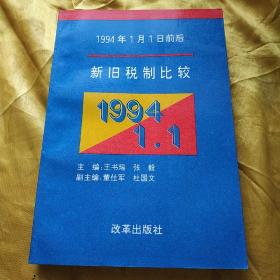 1994年1月1日前后
新旧税制比较
1994
1.1
主 编:王书瑶 张 毅
副主编:董仕军 杜国文
改革出版社